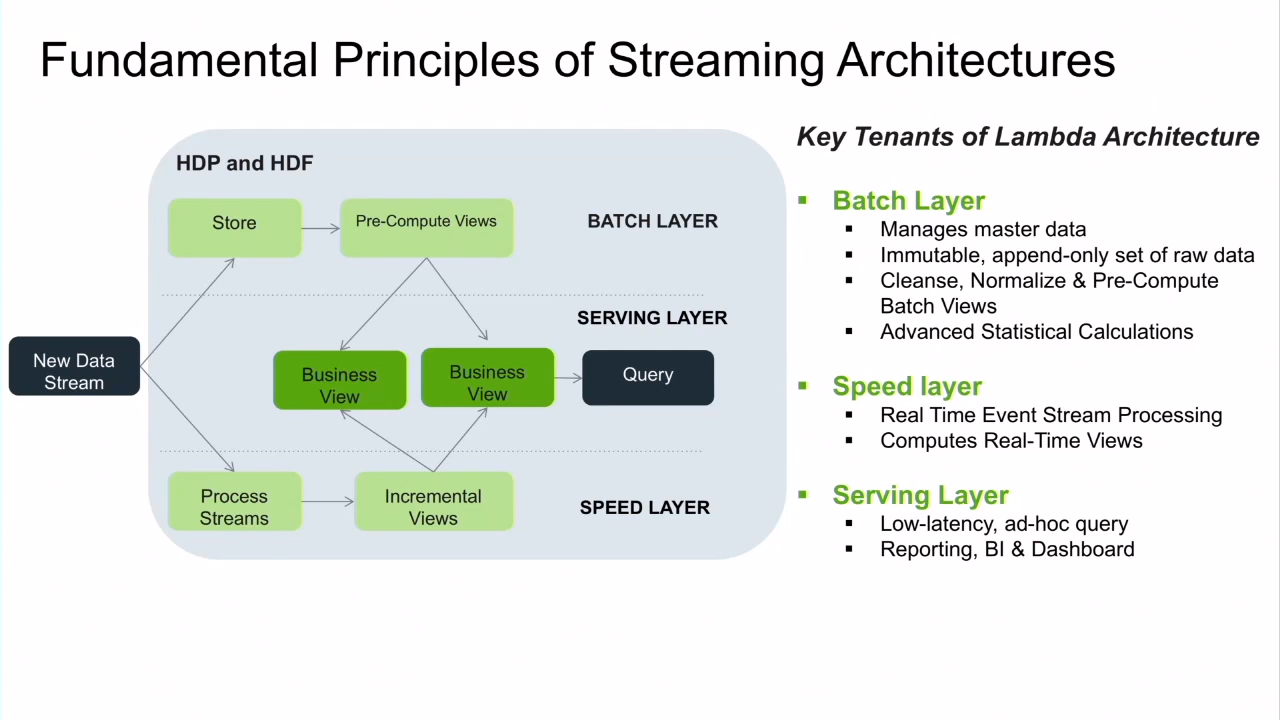 Fundamental Principles of Streaming Architectures
HDP and HDF
Store
Pre-Compute Views
BATCH LAYER
SERVING LAYER
New Data
Stream
Business
View
Business
View
Query
Process
Streams
Incremental
Views
SPEED LAYER
Key Tenants of Lambda Architecture
▪ Batch Layer
▪ Manages master data
▪ Immutable, append-only set of raw data
▪ Cleanse, Normalize & Pre-Compute
Batch Views
▪ Advanced Statistical Calculations
▪ Speed layer
▪ Real Time Event Stream Processing
▪ Computes Real-Time Views
▪ Serving Layer
▪ Low-latency, ad-hoc query
▪ Reporting, BI & Dashboard